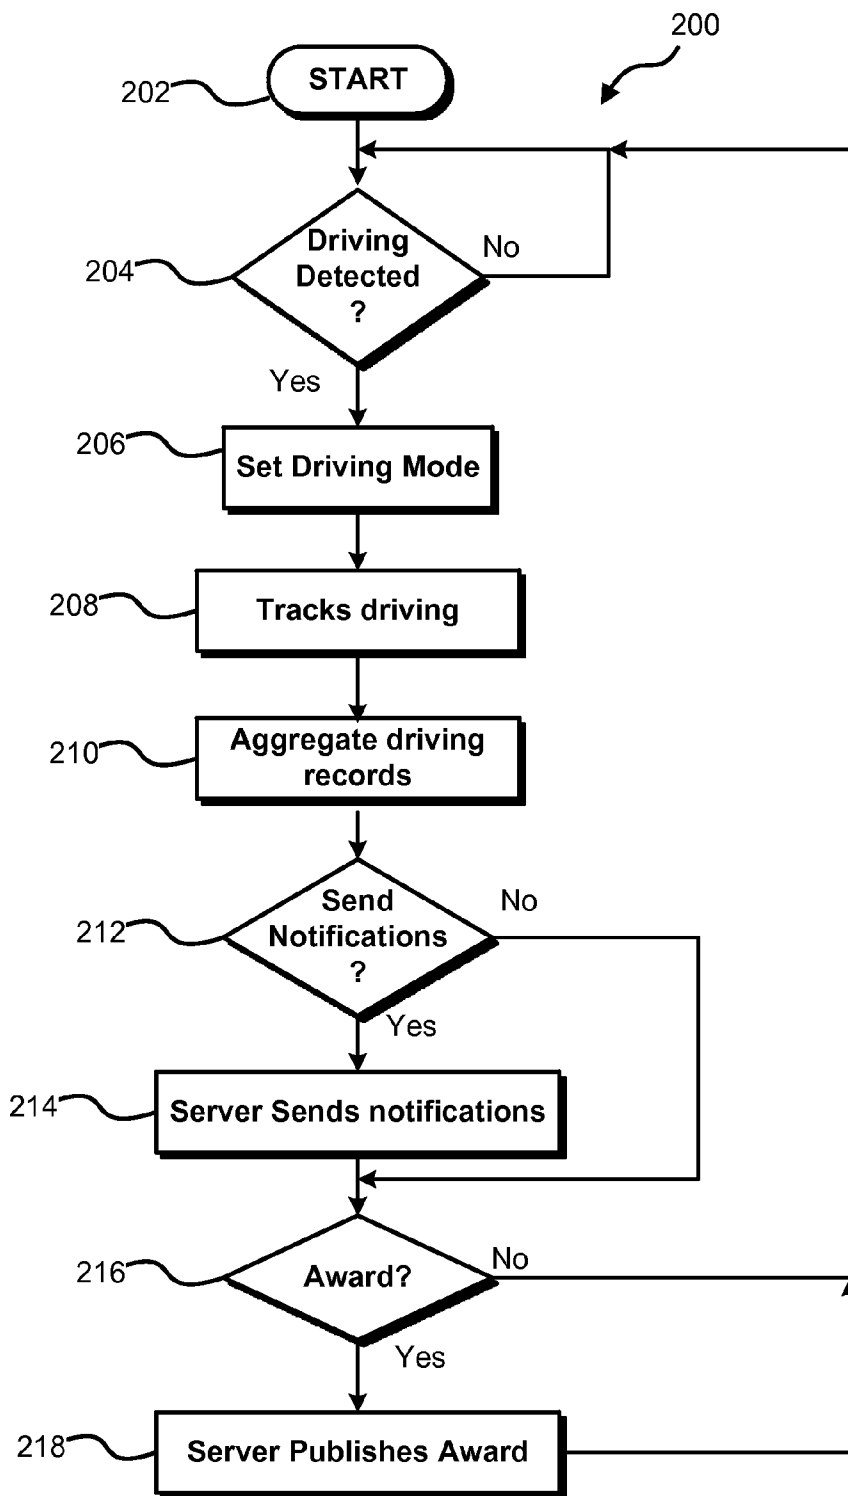 200
202
START
204
Driving
Detected
?
No
Yes
206
Set Driving Mode
208
Tracks driving
210
Aggregate driving
records
212
Send
Notifications
?
No
Yes
214
Server Sends notifications
216
Award?
No
Yes
218
Server Publishes Award